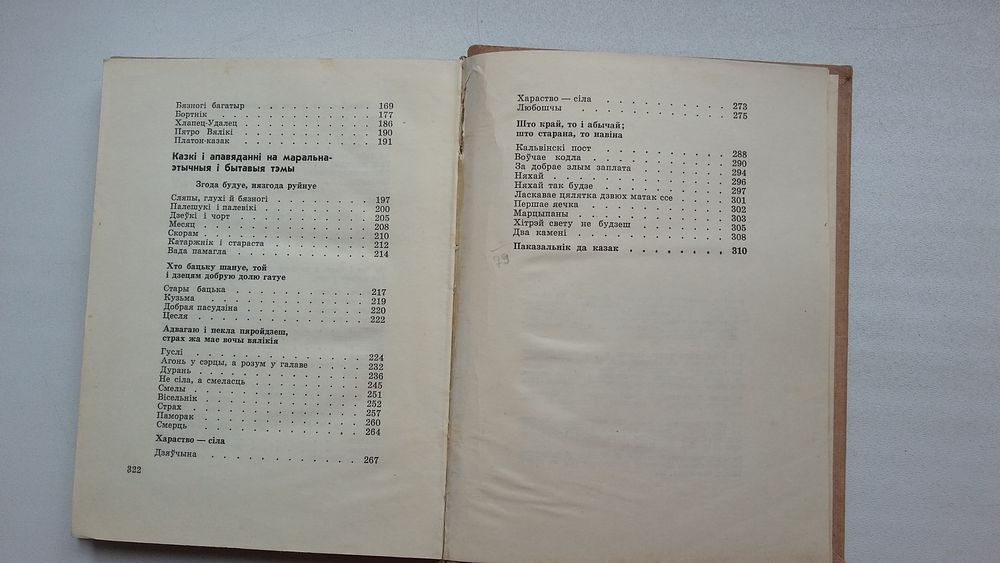 Бязногі багатыр 169
Бортнік 177
Хлапец-Удалец 186
Пятро Вялікі 190
Платон-казак 191
Казкі і апавяданні на маральна-
этычныя і бытавыя тэмы
Згода будуе, нязгода руйнуе
Сляпы, глухі й бязногі 197
Палешукі і палевікі 200
Дзеўкі і чорт 205
Месяц 208
Скорам 210
Катаржнік і стараста 212
Вада памагла 214
Хто бацьку шануе, той
і дзецям добрую долю гатуе
Стары бацька 217
Кузьма 219
Добрая пасудзіна 220
Цесля 222
Адвагаю і пекла пяройдзеш,
страх жа мае вочы вялікія
Гуслі 224
Агонь у сэрцы, а розум у галаве 232
Дурань 236
Не сіла, а смеласць 245
Смелы 251
Вісельнік 252
Страх 257
Паморак 260
Смерць 264
Хараство — сіла
Дзяўчына 267
322
Хараство — сіла 273
Любошчы 275
Што край, то і абычай;
што старана, то навіна
Кальвінскі пост 288
Воўчае кодла 290
За добрае злым заплата 294
Няхай 296
Няхай так будзе 297
Ласкавае цялятка дзвюх матак ссе 301
Першае яечка 302
Марцыпаны 303
Хітрэй свету не будзеш 305
Два камені 308
Паказальнік да казак 310
79